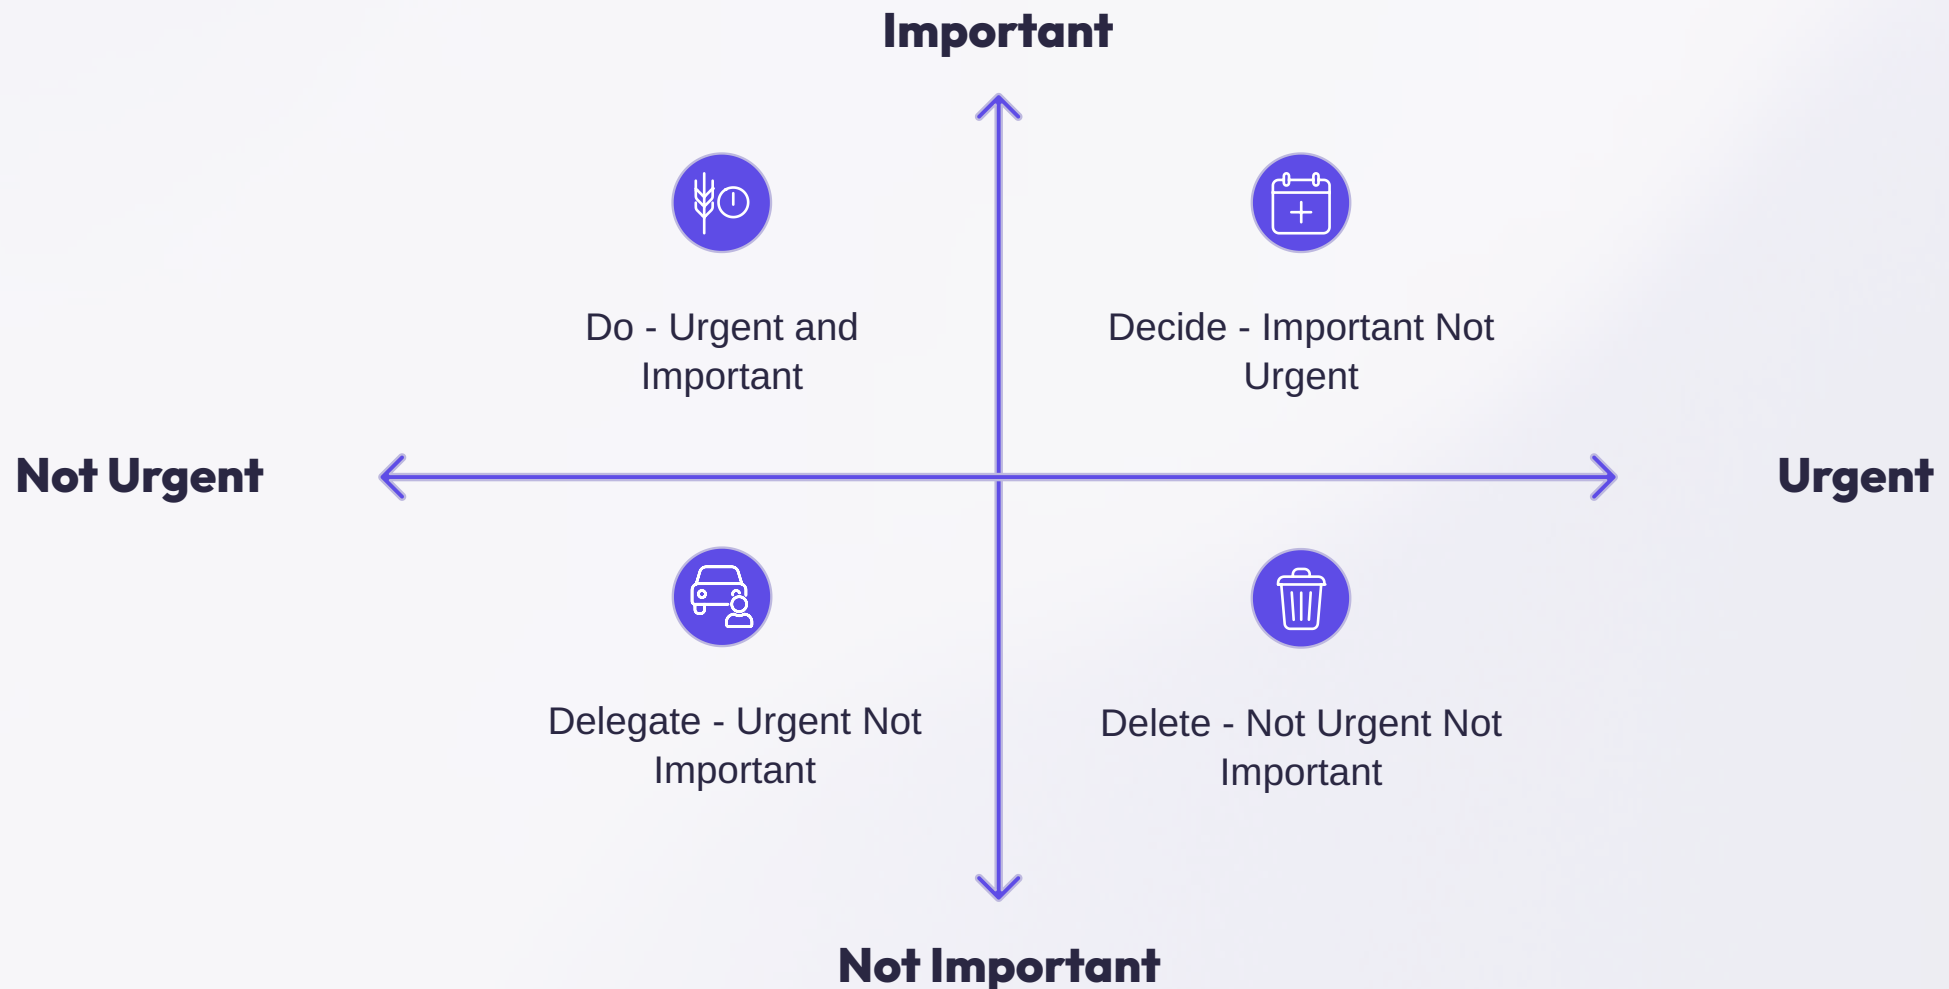 Important
Do - Urgent and
Important
Decide - Important Not
Urgent
Not Urgent
Urgent
Delegate - Urgent Not
Important
Delete - Not Urgent Not
Important
Not Important